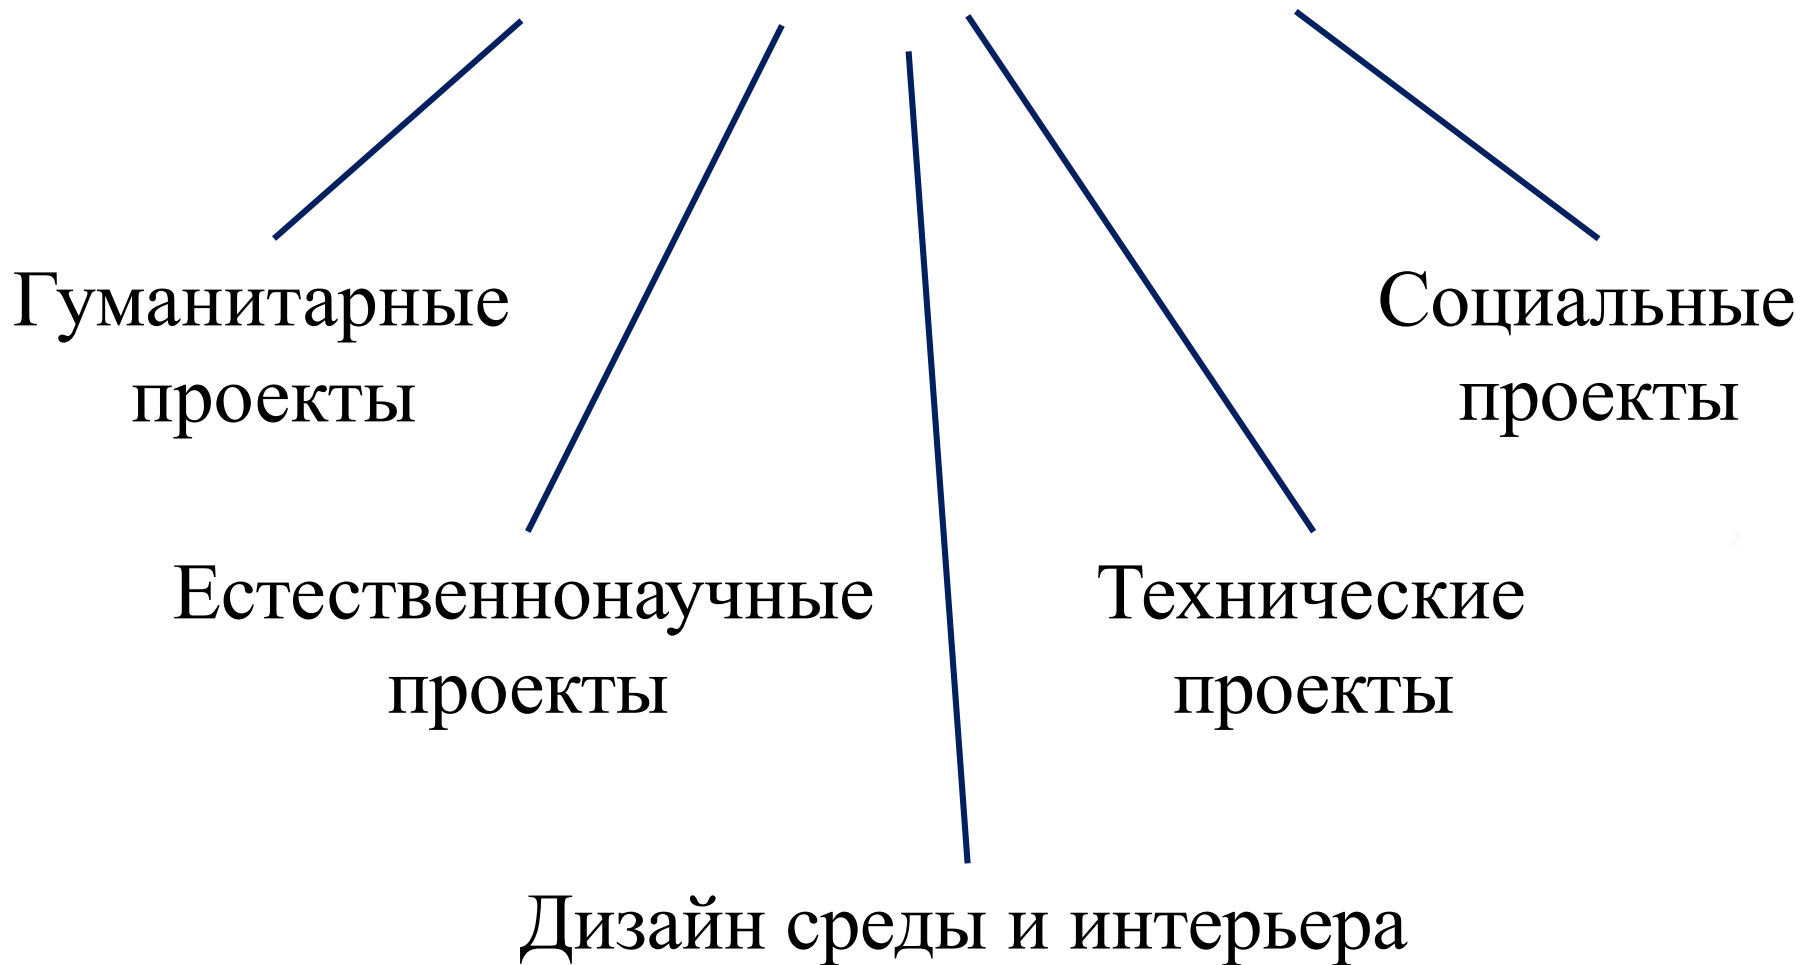 Гуманитарные
проекты
Социальные
проекты
Естественнонаучные
проекты
Технические
проекты
Дизайн среды и интерьера